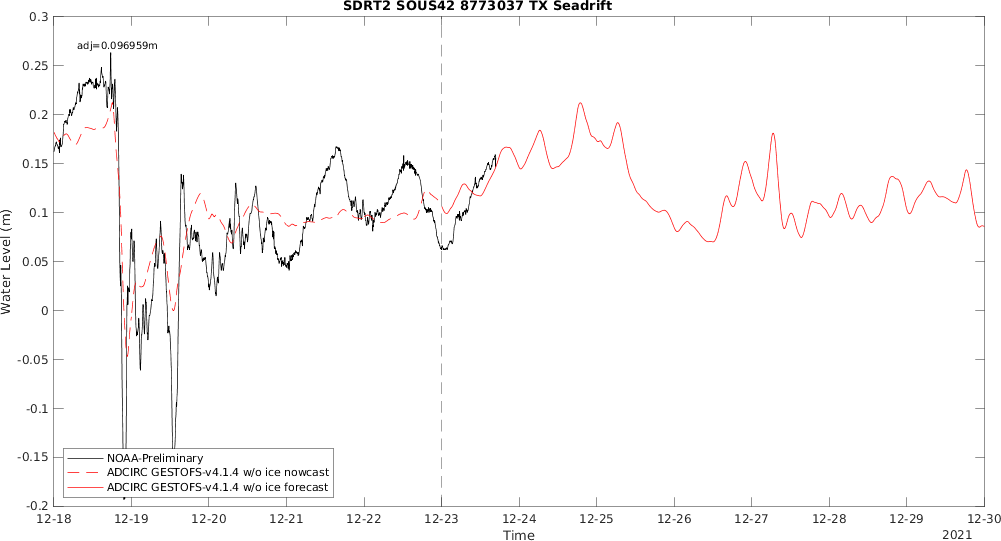 SDRT2 SOUS42 8773037 TX Seadrift
0.3
0.25
0.2
0.15
0.1
0.05
0
-0.05
-0.1
-0.15
-0.2
Water Level (m)
adj=0.096959m
NOAA-Preliminary
ADCIRC GESTOFS-v4.1.4 w/o ice nowcast
ADCIRC GESTOFS-v4.1.4 w/o ice forecast
12-18 12-19 12-20 12-21 12-22 12-23 12-24 12-25 12-26 12-27 12-28 12-29 12-30
Time
2021